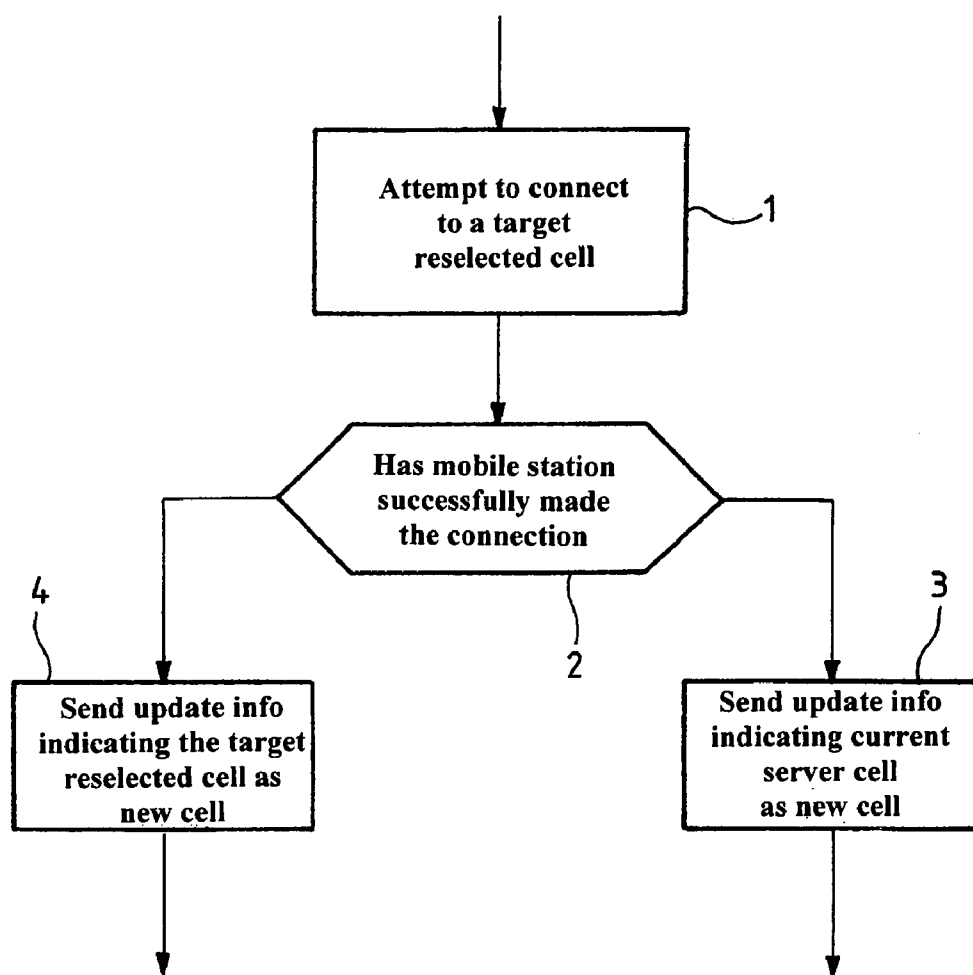 Attempt to connect
to a target
reselected cell
1
Has mobile station
successfully made
the connection
2
4
Send update info
indicating the target
reselected cell as
new cell
3
Send update info
indicating current
server cell
as new cell